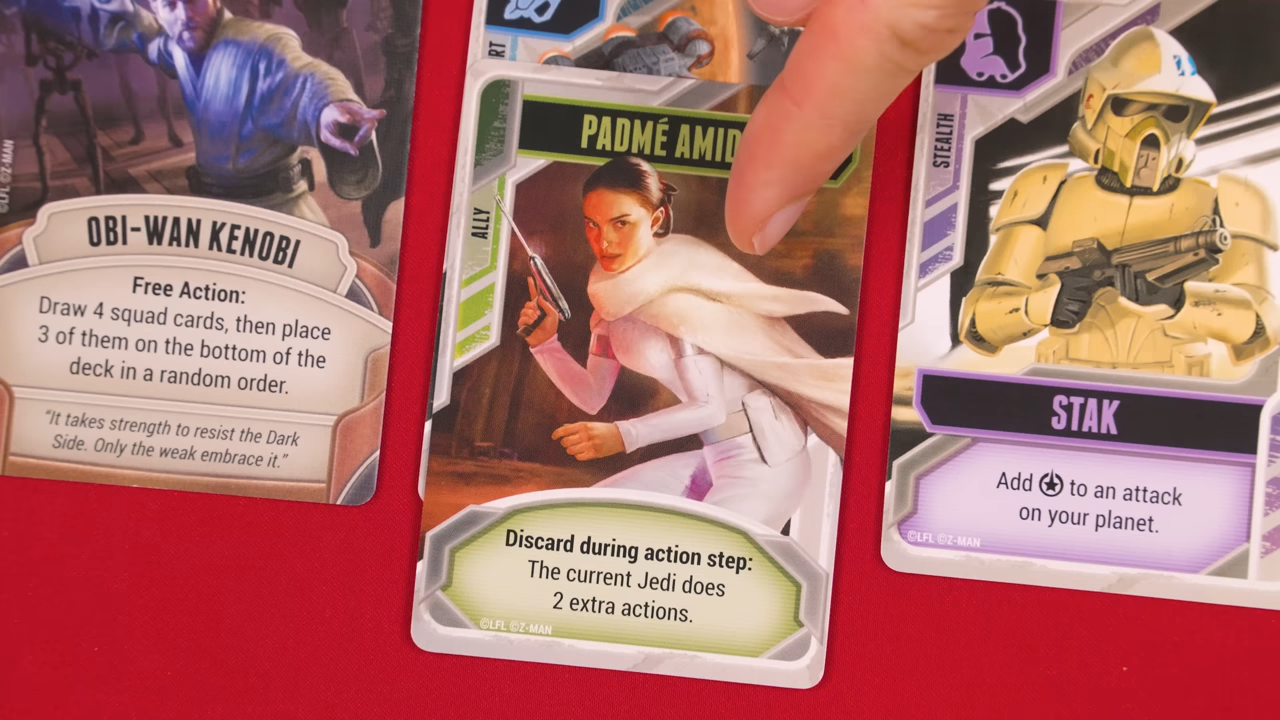 ©LFL ©Z-MAN
OBI-WAN KENOBI
Free Action:
Draw 4 squad cards, then place
3 of them on the bottom of the
deck in a random order.
"It takes strength to resist the Dark
Side. Only the weak embrace it."
RT
PADMÉ AMID
ALLY
Discard during action step:
The current Jedi does
2 extra actions.
©LFL ©Z-MAN
STEALTH
STAK
Add to an attack
on your planet.
©LFL ©Z-MAN